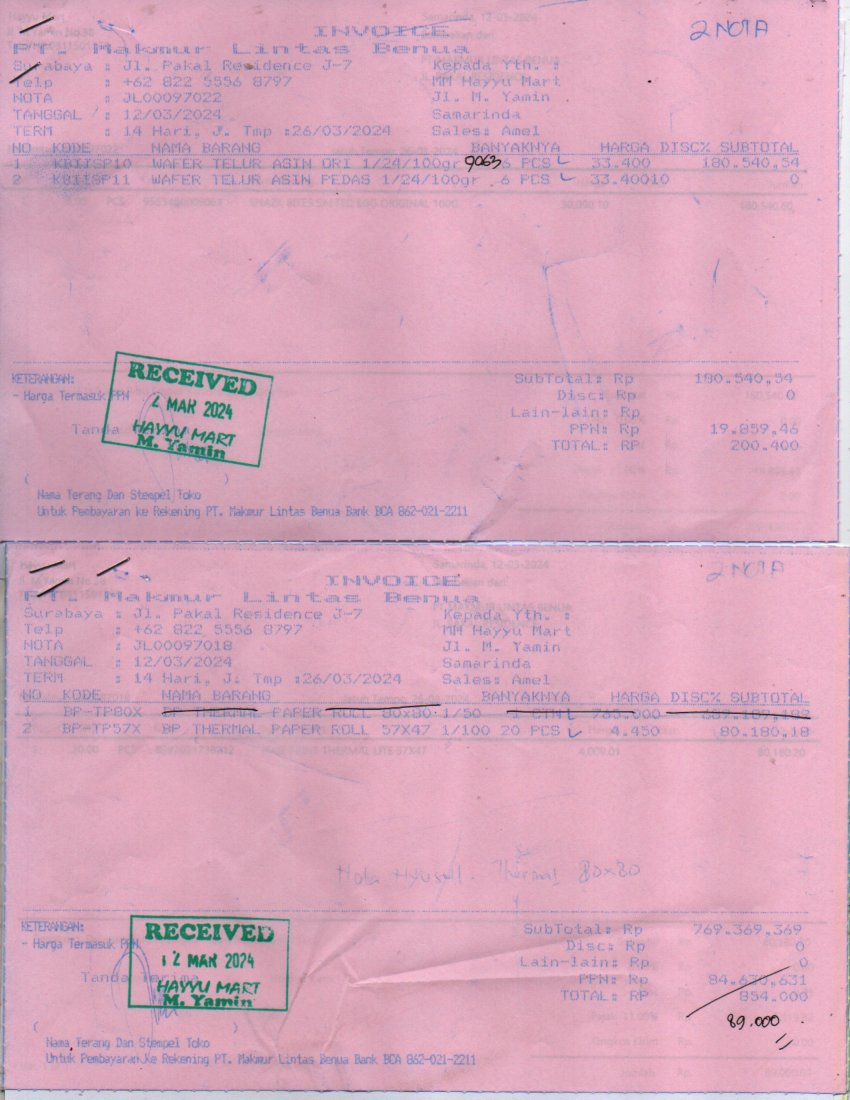 2 NOTA
INVOICE
PT. Makmur Lintas Benua
Surabaya : Jl. Pakal Residence J-7 Kepada Yth. :
Telp : +62 822 5556 8797 MM Hayyu Mart
NOTA : JL00097022 Jl. M. Yamin
TANGGAL : 12/03/2024 Samarinda
TERM : 14 Hari, J. Tmp :26/03/2024 Sales: Amel
NO KODE NAMA BARANG BANYAKNYA HARGA DISC% SUBTOTAL
1 KBIISP10 WAFER TELUR ASIN ORI 1/24/100gr 9063 6 PCS 33.400 180.540,54
2 KBIISP11 WAFER TELUR ASIN PEDAS 1/24/100gr 6 PCS 33.40010 0
KETERANGAN: SubTotal: Rp 180.540,54
- Harga Termasuk PPN Disc: Rp 0
Lain-lain: Rp
Tanda PPN: Rp 19.859,46
TOTAL: RP 200.400
RECEIVED
2 MAR 2024
HAYYU MART
M. Yamin
( )
Nama Terang Dan Stempel Toko
Untuk Pembayaran ke Rekening PT. Makmur Lintas Benua Bank BCA 862-021-2211
2 NOTA
INVOICE
PT. Makmur Lintas Benua
Surabaya : Jl. Pakal Residence J-7 Kepada Yth. :
Telp : +62 822 5556 8797 MM Hayyu Mart
NOTA : JL00097018 Jl. M. Yamin
TANGGAL : 12/03/2024 Samarinda
TERM : 14 Hari, J. Tmp :26/03/2024 Sales: Amel
NO KODE NAMA BARANG BANYAKNYA HARGA DISC% SUBTOTAL
1 BP-TP80X BP THERMAL PAPER ROLL 80x80 1/50 1 CTN 765.000 689.189,189
2 BP-TP57X BP THERMAL PAPER ROLL 57X47 1/100 20 PCS 4.450 80.180,18
Thermal 80x80
KETERANGAN: SubTotal: Rp 769.369,369
- Harga Termasuk PPN Disc: Rp 0
Lain-lain: Rp 0
Tanda Terima PPN: Rp 84.630,631
TOTAL: RP 854.000
89.000
RECEIVED
12 MAR 2024
HAYYU MART
M. Yamin
( )
Nama Terang Dan Stempel Toko
Untuk Pembayaran ke Rekening PT. Makmur Lintas Benua Bank BCA 862-021-2211